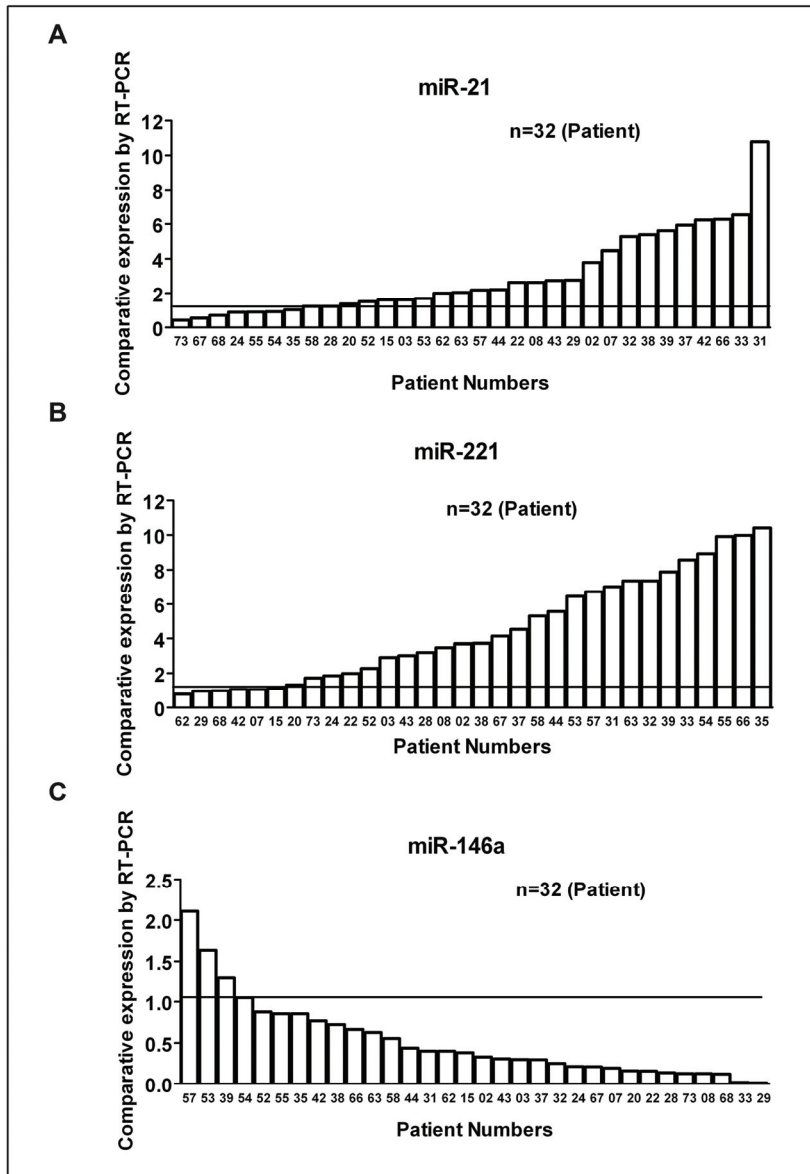 A
miR-21
n=32 (Patient)
Comparative expression by RT-PCR
12
10
8
6
4
2
0
73 67 68 24 55 54 35 58 28 20 52 15 03 53 62 63 57 44 22 08 43 29 02 07 32 38 39 37 42 66 33 31
Patient Numbers
B
miR-221
n=32 (Patient)
Comparative expression by RT-PCR
12
10
8
6
4
2
0
62 29 68 42 07 15 20 73 24 22 52 03 43 28 08 02 38 67 37 58 44 53 57 31 63 32 39 33 54 55 66 35
Patient Numbers
C
miR-146a
n=32 (Patient)
Comparative expression by RT-PCR
2.5
2.0
1.5
1.0
0.5
0.0
57 53 39 54 52 55 35 42 38 66 63 58 44 31 62 15 02 43 03 37 32 24 67 07 20 22 28 73 08 68 33 29
Patient Numbers